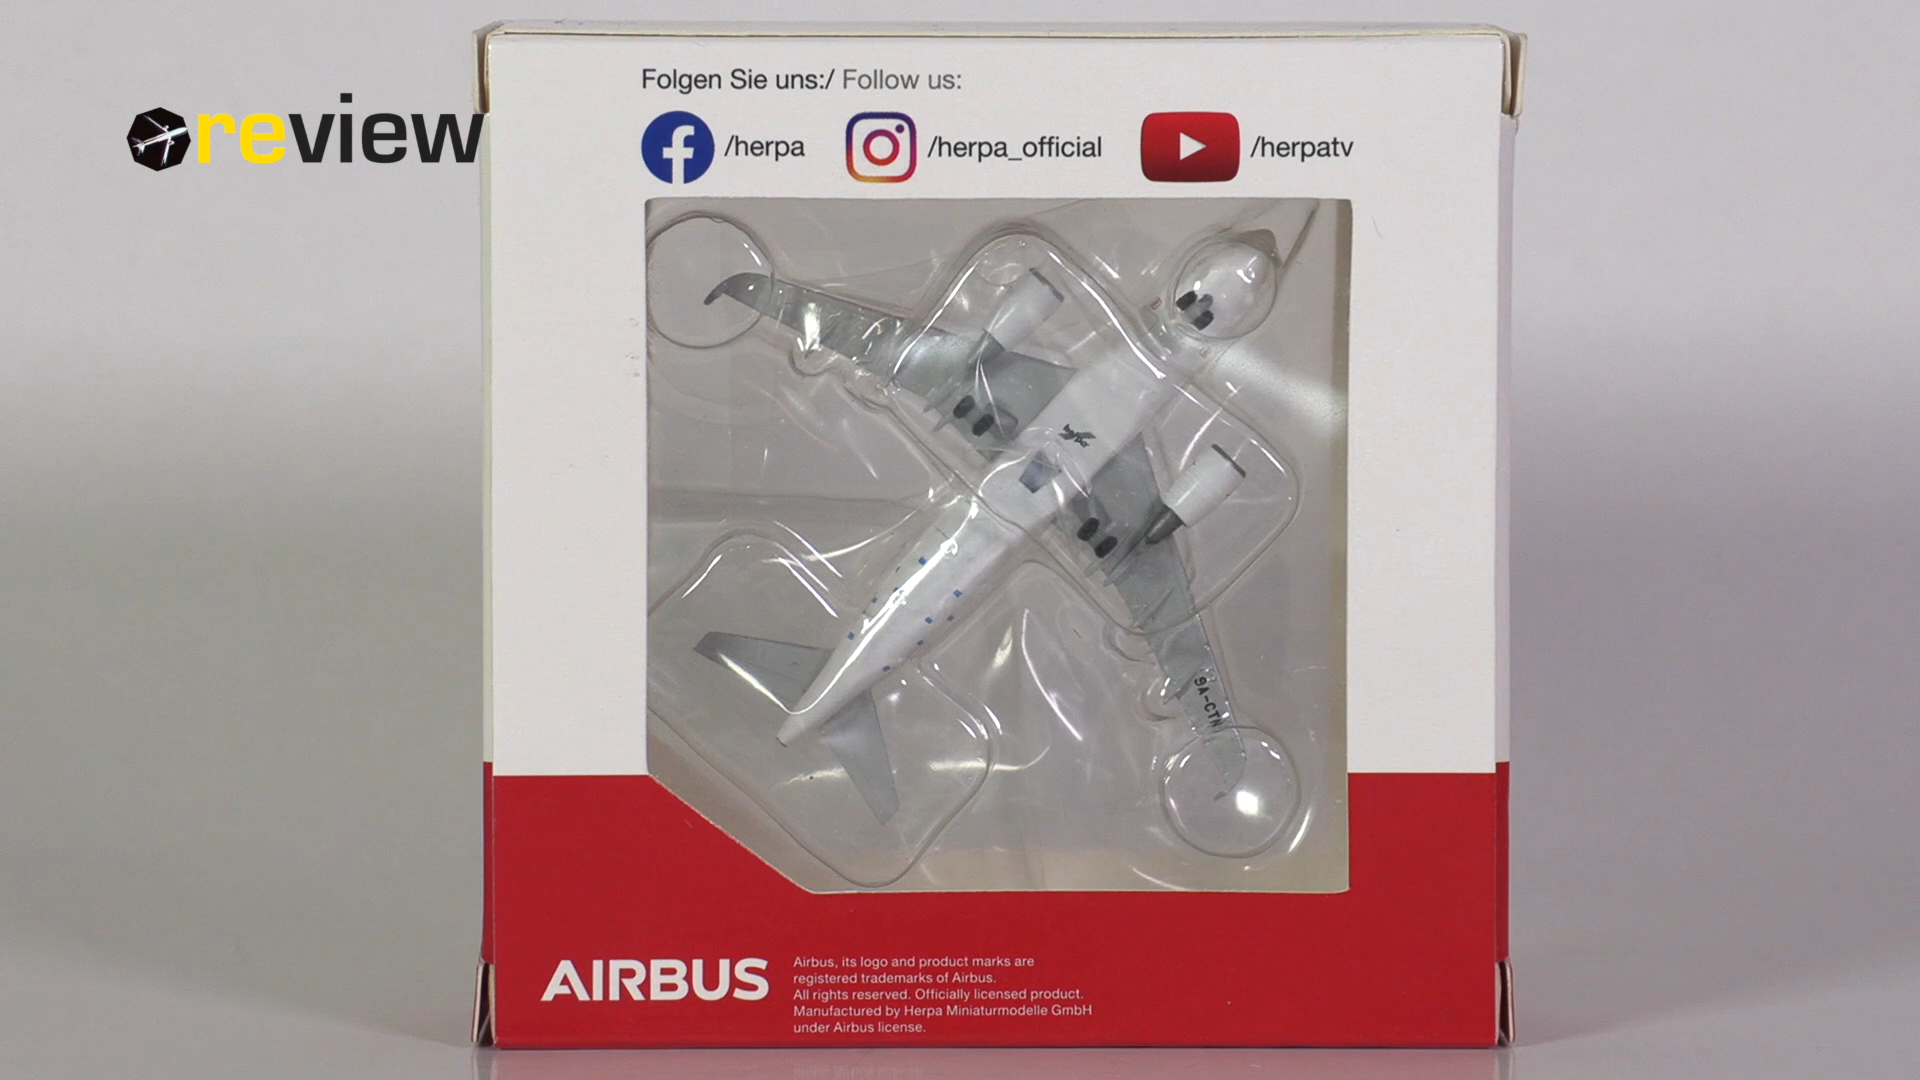 review
Folgen Sie uns:/ Follow us:
/herpa /herpa_official /herpatv
herpa
9A-CTN
AIRBUS
Airbus, its logo and product marks are
registered trademarks of Airbus.
All rights reserved. Officially licensed product.
Manufactured by Herpa Miniaturmodelle GmbH
under Airbus license.